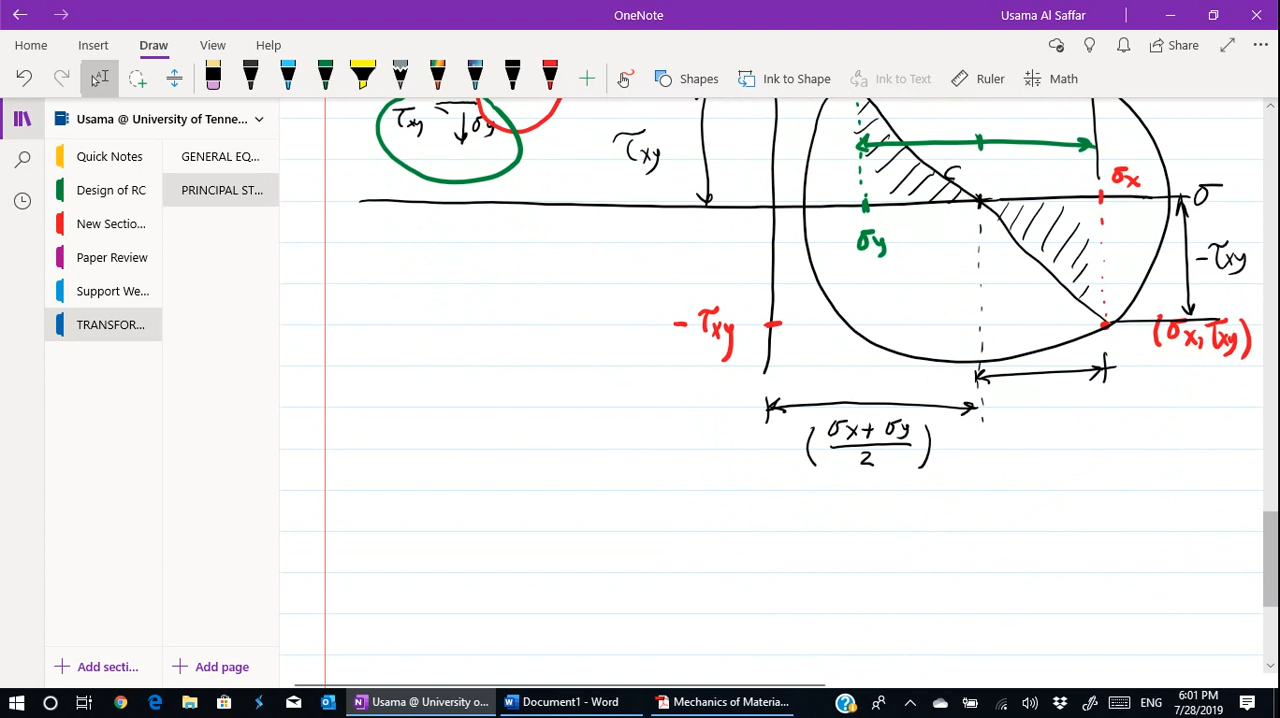 OneNote
Usama Al Saffar
Home
Insert
Draw
View
Help
Share
Shapes
Ink to Shape
Ink to Text
Ruler
Math
Usama @ University of Tenne...
Quick Notes
Design of RC
New Sectio...
Paper Review
Support We...
TRANSFOR...
GENERAL EQ...
PRINCIPAL ST...
Add secti...
Add page
τxy
σy
τxy
C
σx
σ
σy
-τxy
- τxy
(σx, τxy)
(σx + σy
2)
Usama @ University o...
Document1 - Word
Mechanics of Materia...
ENG
6:01 PM
7/28/2019